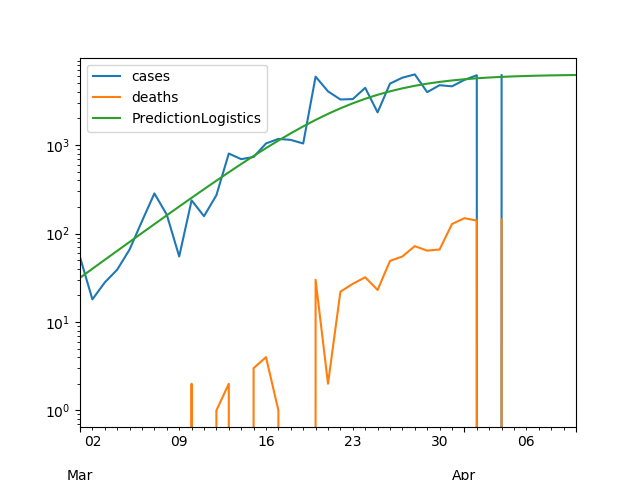 cases
deaths
PredictionLogistics
10³
10²
10¹
10⁰
02 09 16 23 30 06
Mar Apr